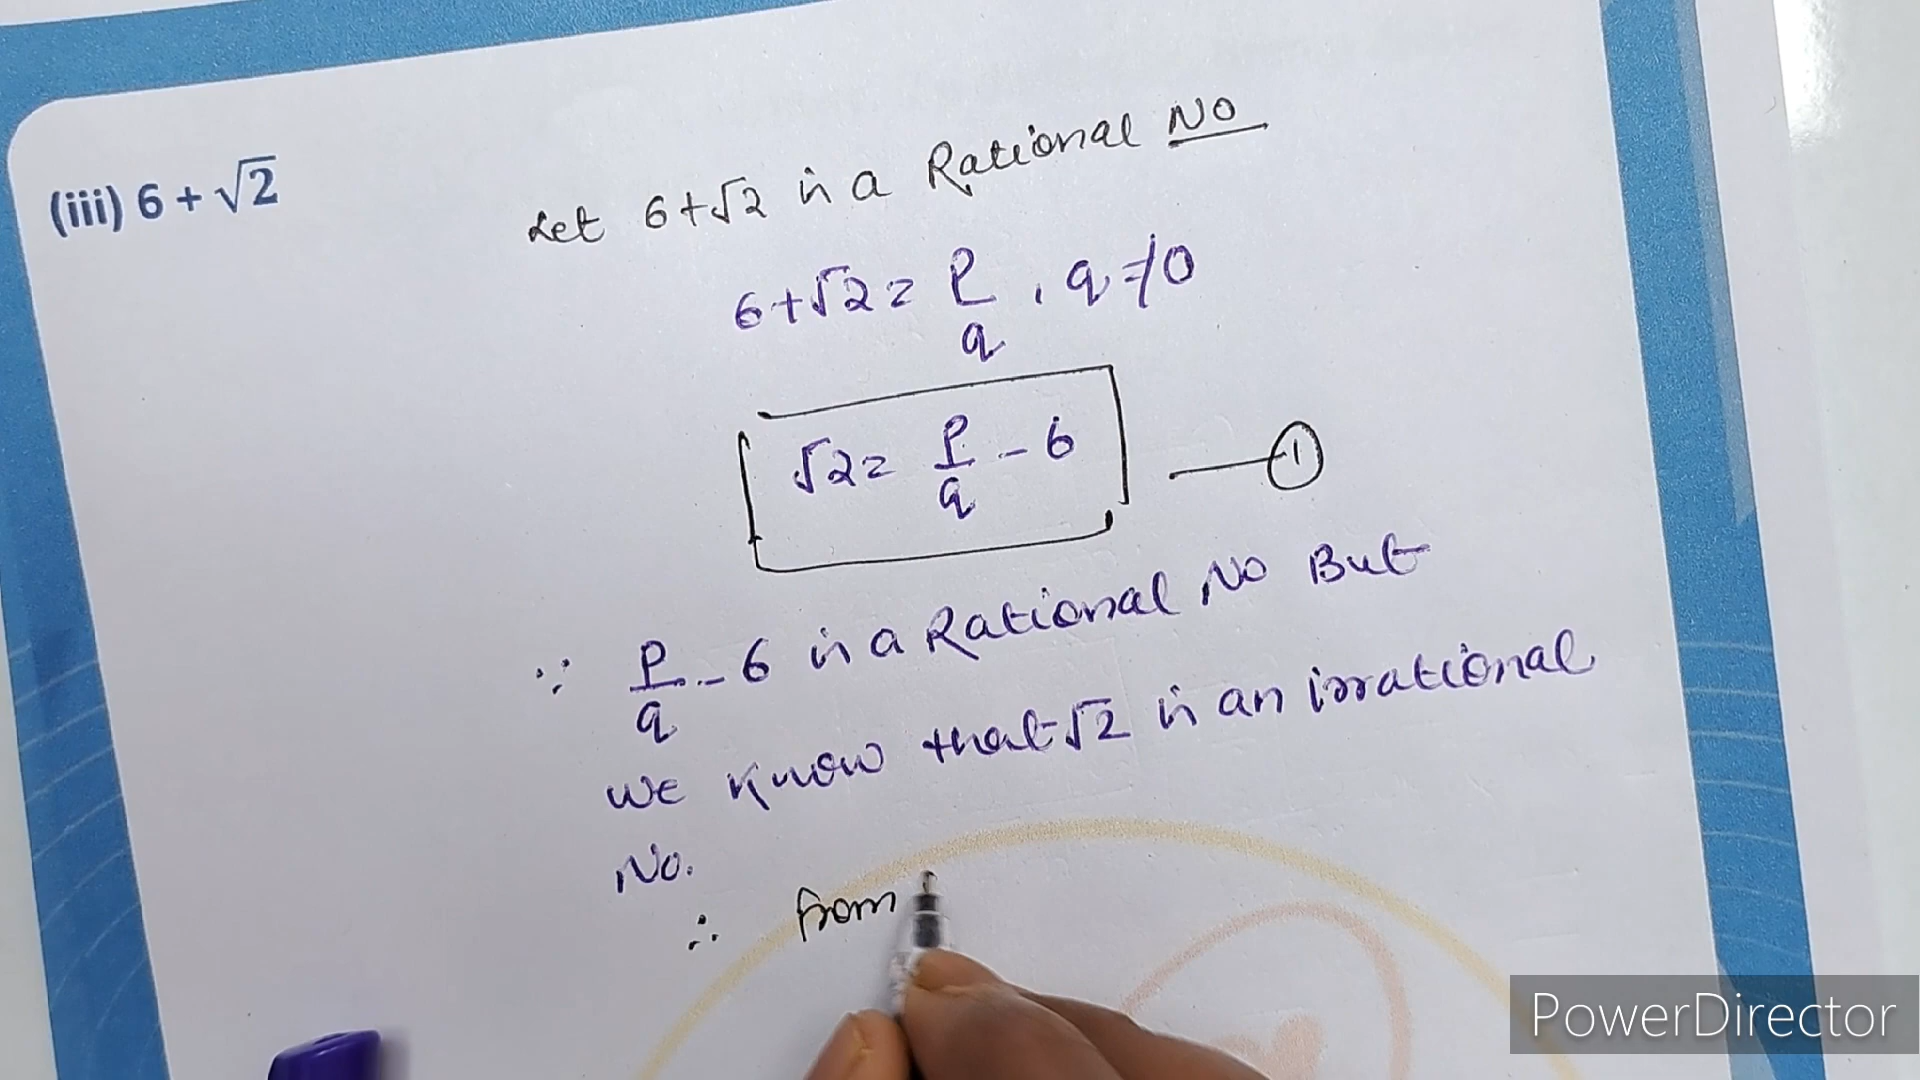 (iii) 6 + √2
Let 6+√2 is a Rational No
6+√2 = P/q , q ≠ 0
√2 = P/q - 6 —— ①
∵ P/q - 6 is a Rational No But
we know that √2 is an irrational
No.
∴ from
PowerDirector